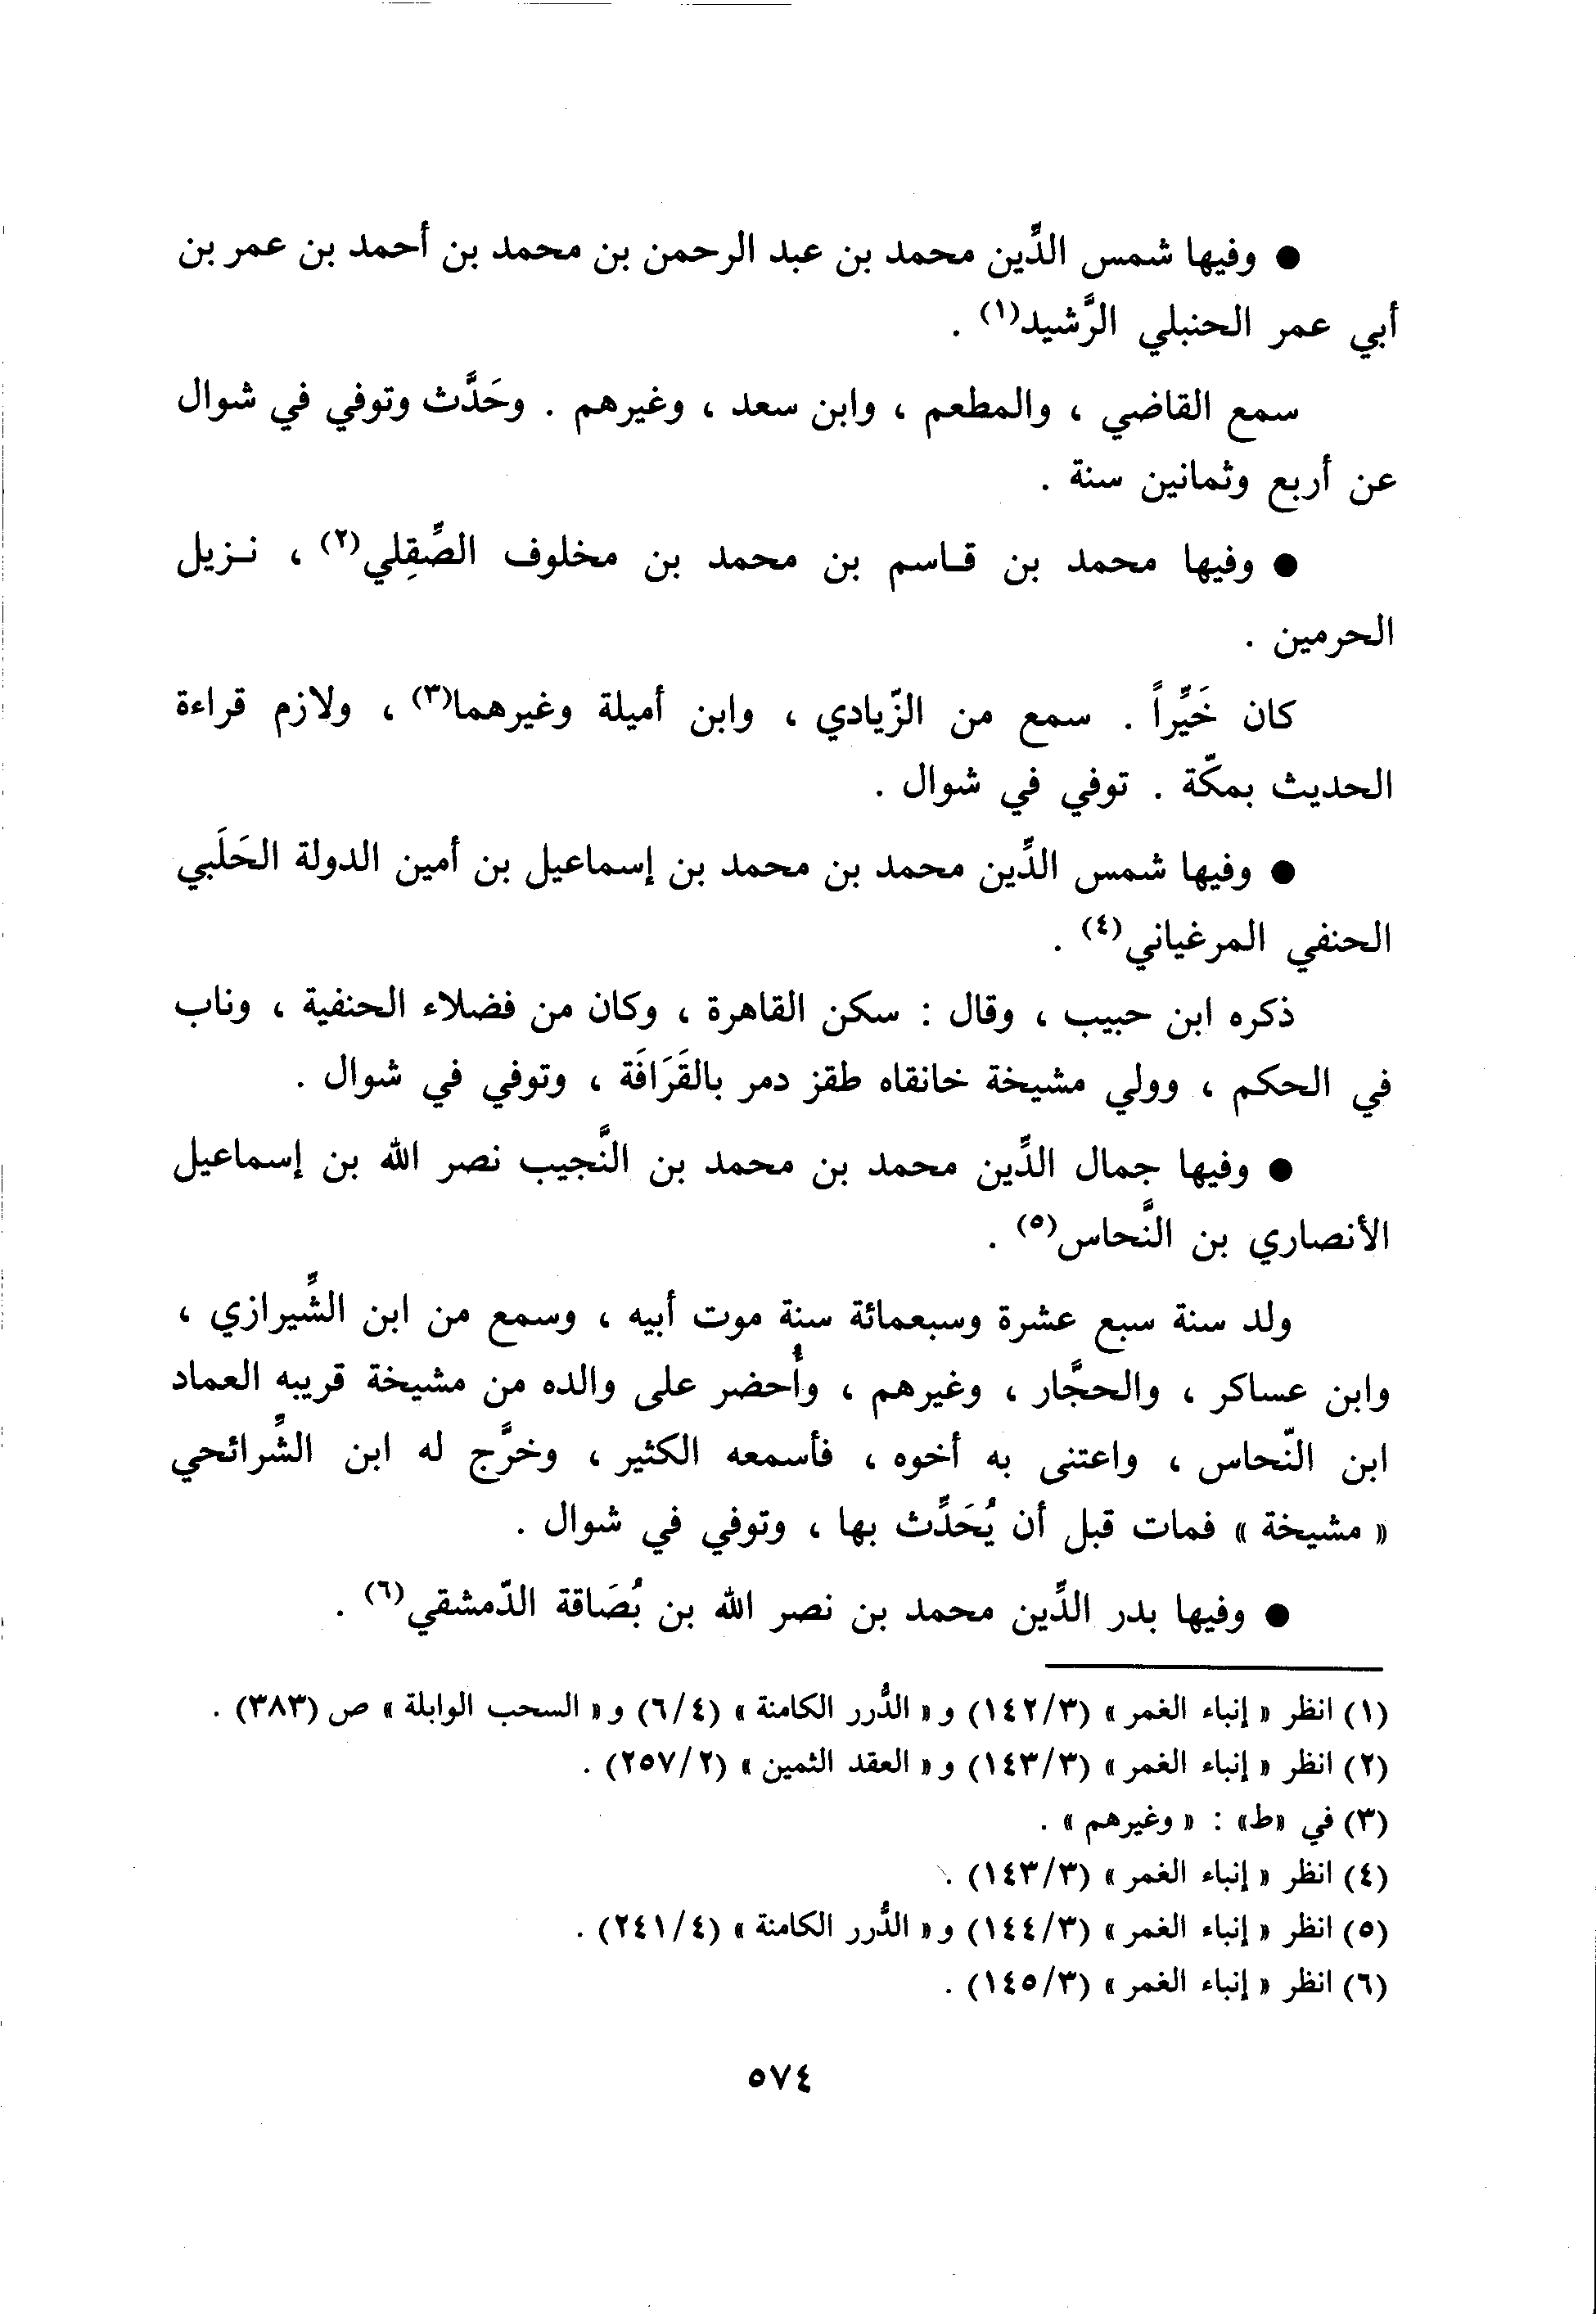 ● وفيها شمس الدِّين محمد بن عبد الرحمن بن محمد بن أحمد بن عمر بن
أبي عمر الحنبلي الرَّشيد(١) .
سمع القاضي ، والمطعم ، وابن سعد ، وغيرهم . وحَدَّث وتوفي في شوال
عن أربع وثمانين سنة .
● وفيها محمد بن قـاسم بن محمد بن مخلوف الصِّقِلي(٢) ، نـزيل
الحرمين .
كان خَيِّراً . سمع من الزّيادي ، وابن أميلة وغيرهما(٣) ، ولازم قراءة
الحديث بمكّة . توفي في شوال .
● وفيها شمس الدِّين محمد بن محمد بن إسماعيل بن أمين الدولة الحَلَبي
الحنفي المرغياني(٤) .
ذكره ابن حبيب ، وقال : سكن القاهرة ، وكان من فضلاء الحنفية ، وناب
في الحكم ، وولي مشيخة خانقاه طقز دمر بالقَرَافَة ، وتوفي في شوال .
● وفيها جمال الدِّين محمد بن محمد بن النَّجيب نصر الله بن إسماعيل
الأنصاري بن النَّحاس(٥) .
ولد سنة سبع عشرة وسبعمائة سنة موت أبيه ، وسمع من ابن الشِّيرازي ،
وابن عساكر ، والحجَّار ، وغيرهم ، وأُحضر على والده من مشيخة قريبه العماد
ابن النّحاس ، واعتنى به أخوه ، فأسمعه الكثير ، وخرَّج له ابن الشِّرائحي
« مشيخة » فمات قبل أن يُحَدِّث بها ، وتوفي في شوال .
● وفيها بدر الدِّين محمد بن نصر الله بن بُصَاقة الدّمشقي(٦) .
(١) انظر « إنباء الغمر » (١٤٢/٣) و« الدُّرر الكامنة » (٦/٤) و« السحب الوابلة » ص (٣٨٣) .
(٢) انظر « إنباء الغمر » (١٤٣/٣) و« العقد الثمين » (٢٥٧/٢) .
(٣) في «ط» : « وغيرهم » .
(٤) انظر « إنباء الغمر » (١٤٣/٣) .
(٥) انظر « إنباء الغمر » (١٤٤/٣) و« الدُّرر الكامنة » (٢٤١/٤) .
(٦) انظر « إنباء الغمر » (١٤٥/٣) .
٥٧٤